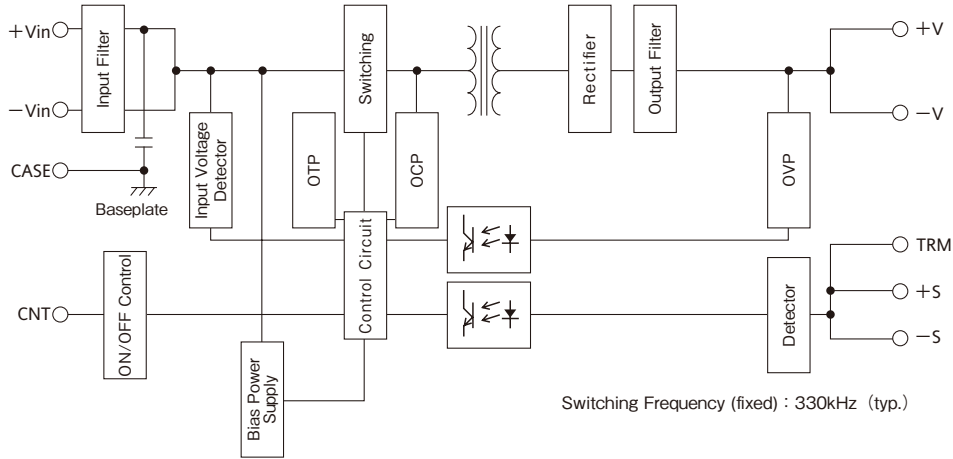 +Vin
−Vin
CASE
Baseplate
CNT
Input Filter
Input Voltage
Detector
ON/OFF Control
Bias Power
Supply
OTP
Switching
Control Circuit
OCP
Rectifier
Output Filter
OVP
Detector
+V
−V
TRM
+S
−S
Switching Frequency (fixed) : 330kHz (typ.)